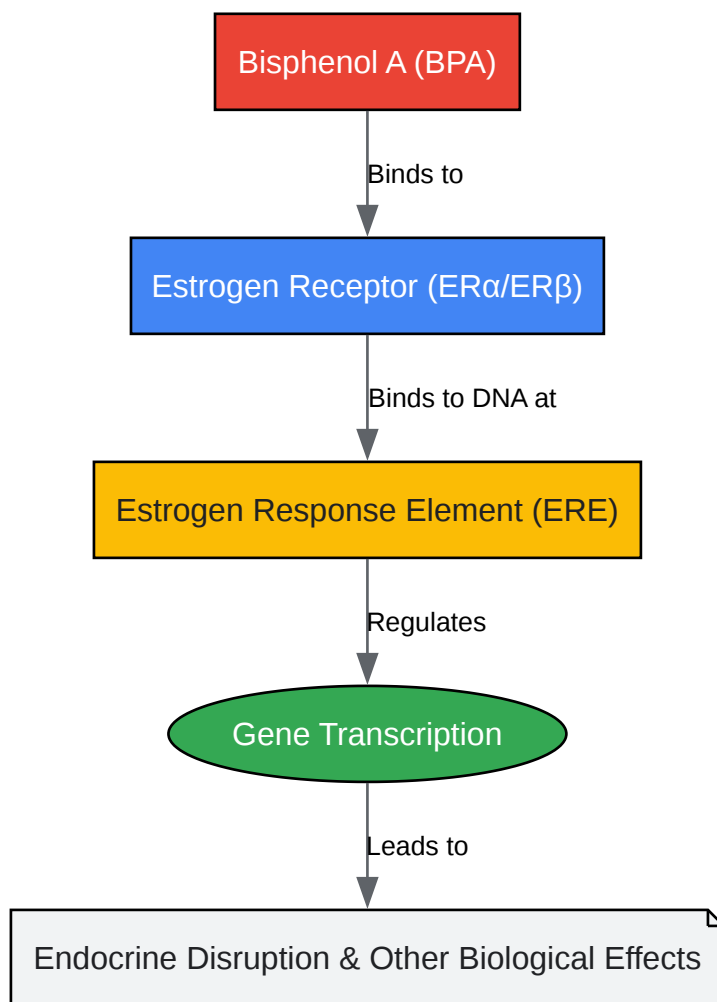 Bisphenol A (BPA)
Binds to
Estrogen Receptor (ERα/ERβ)
Binds to DNA at
Estrogen Response Element (ERE)
Regulates
Gene Transcription
Leads to
Endocrine Disruption & Other Biological Effects